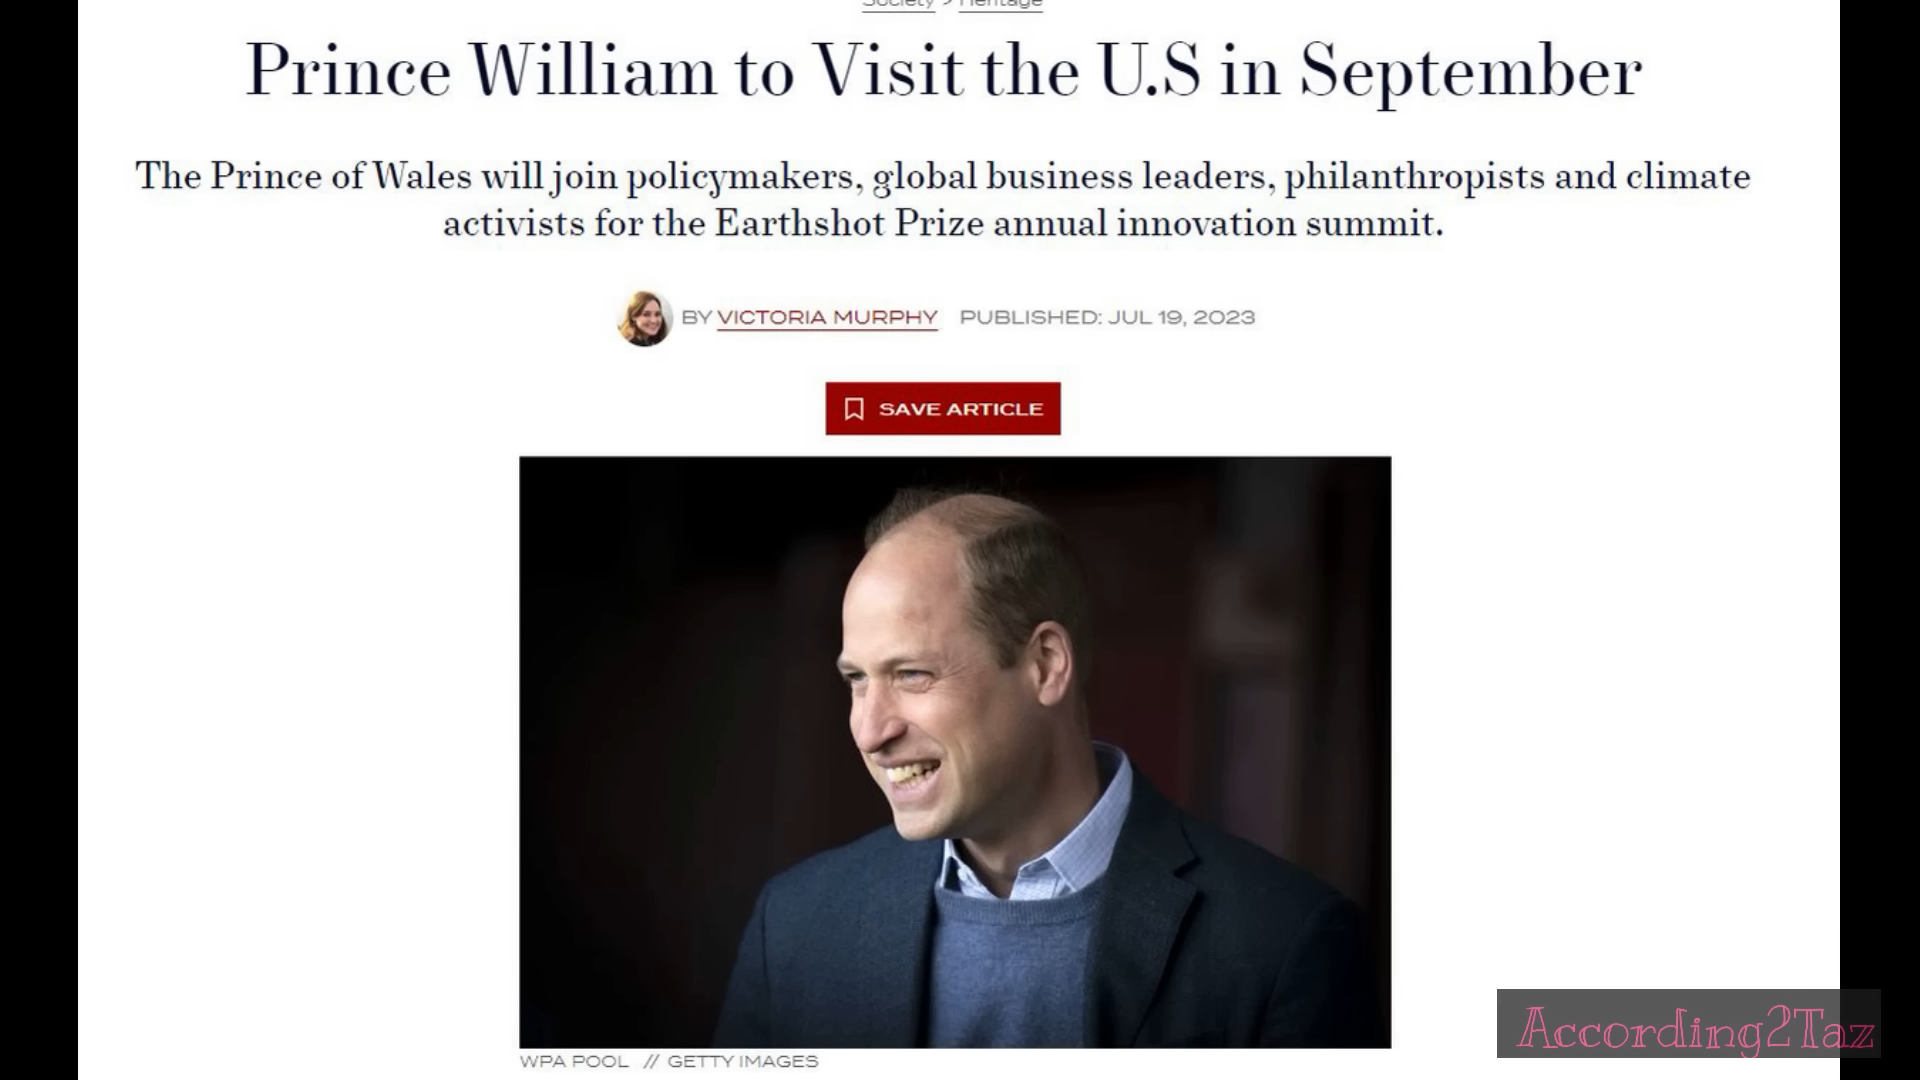 Society > Heritage
Prince William to Visit the U.S in September
The Prince of Wales will join policymakers, global business leaders, philanthropists and climate
activists for the Earthshot Prize annual innovation summit.
BY VICTORIA MURPHY PUBLISHED: JUL 19, 2023
SAVE ARTICLE
WPA POOL // GETTY IMAGES
According2Taz